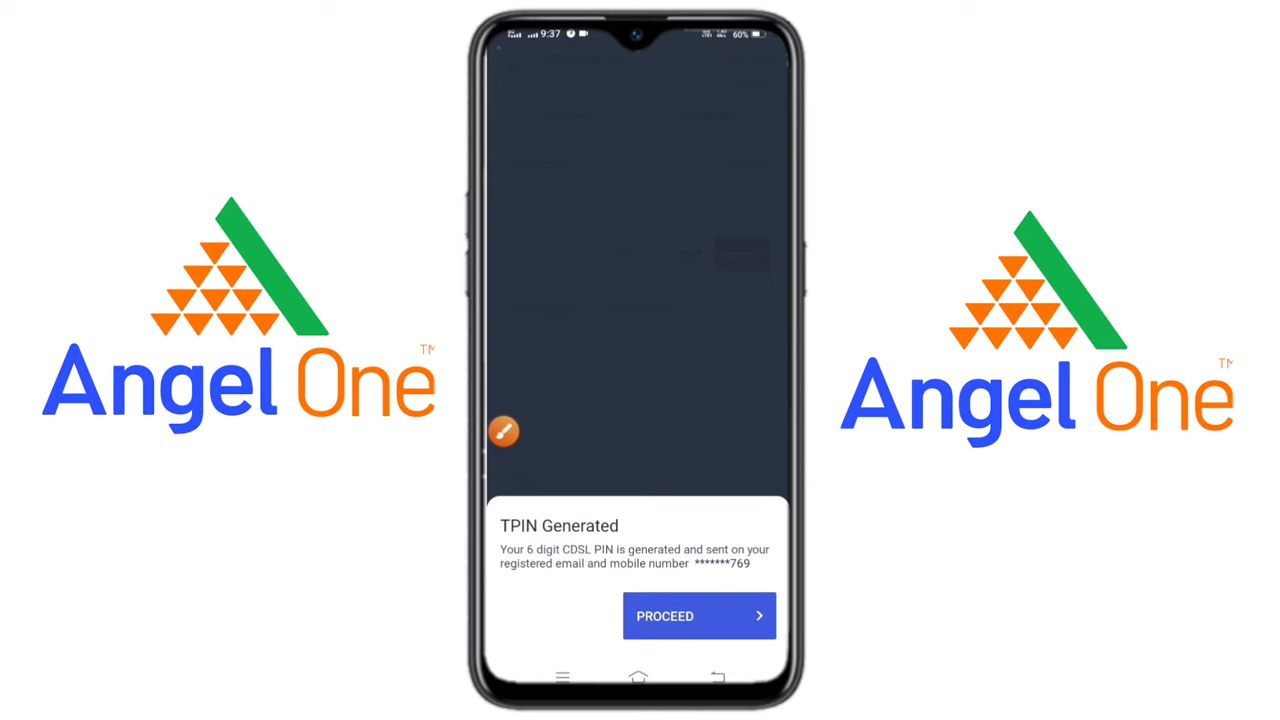 9:37
60%
Angel One
TM
TPIN Generated
Your 6 digit CDSL PIN is generated and sent on your
registered email and mobile number *******769
PROCEED
Angel One
TM